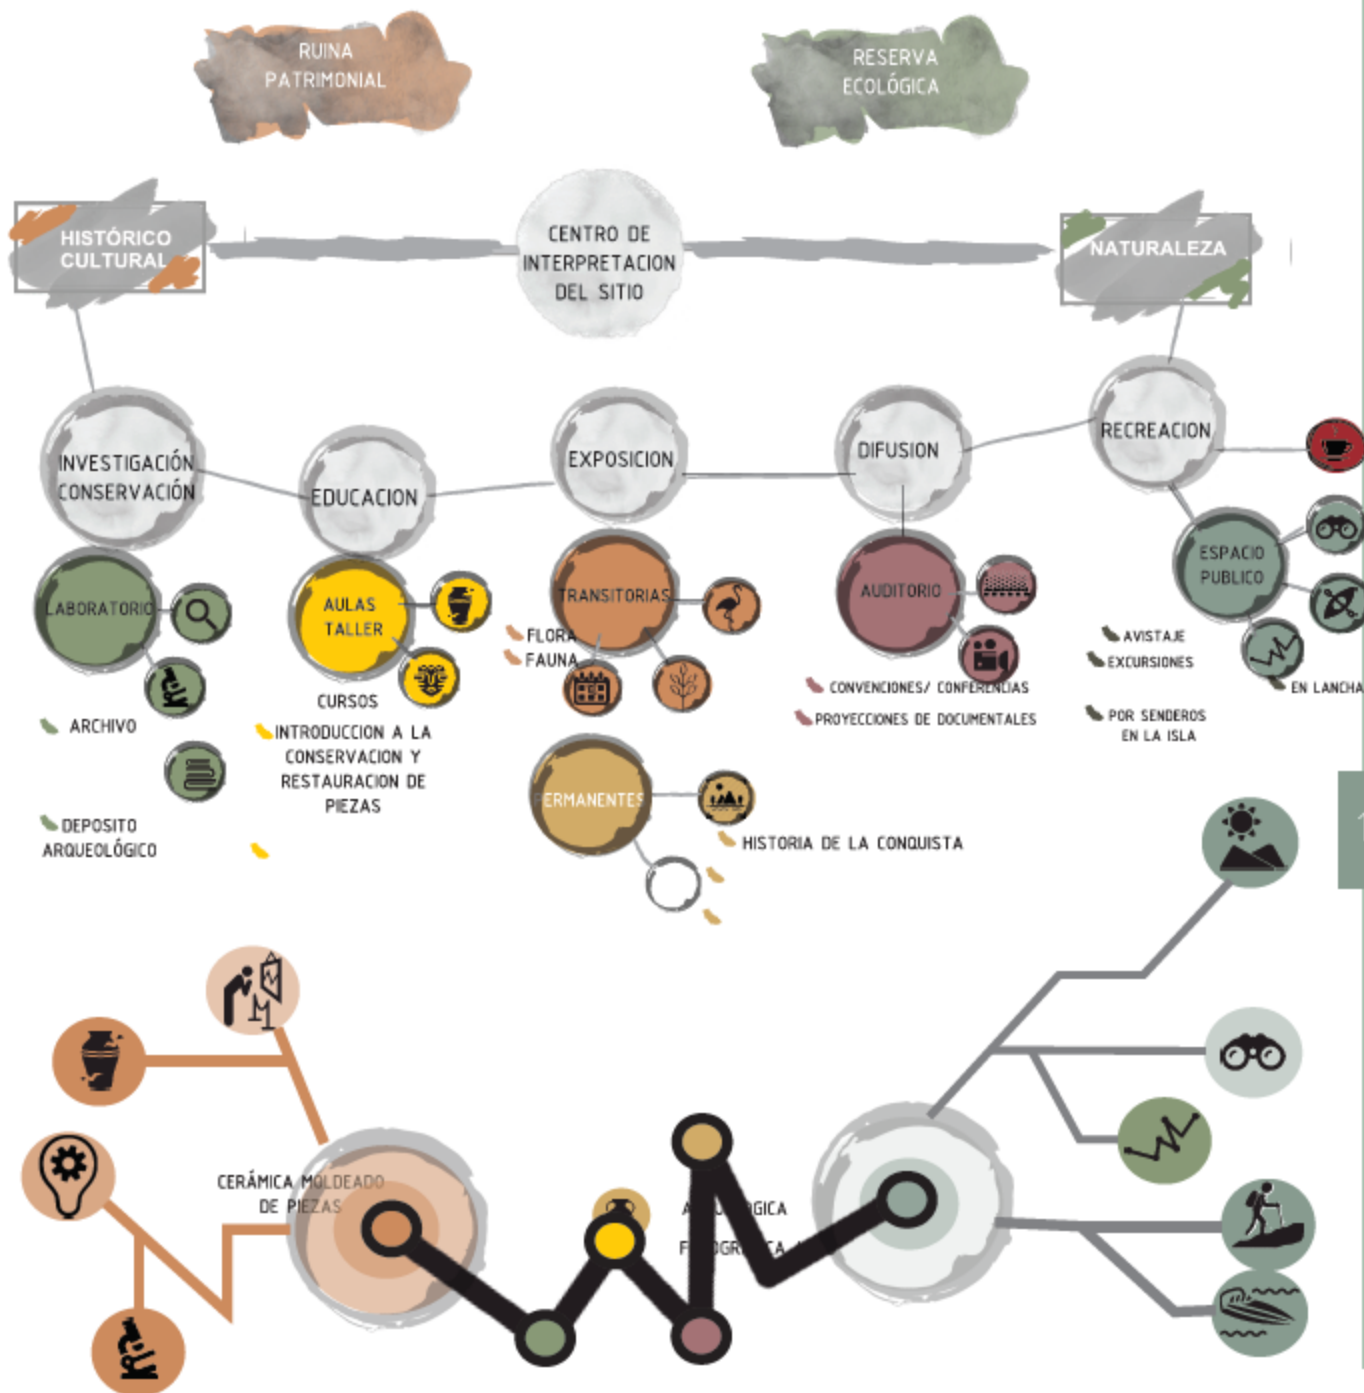 RUINA
PATRIMONIAL
RESERVA
ECOLÓGICA
HISTÓRICO
CULTURAL
CENTRO DE
INTERPRETACION
DEL SITIO
NATURALEZA
INVESTIGACIÓN
CONSERVACIÓN
EDUCACION
EXPOSICION
DIFUSION
RECREACION
LABORATORIO
ARCHIVO
DEPOSITO
ARQUEOLÓGICO
AULAS
TALLER
CURSOS
INTRODUCCION A LA
CONSERVACION Y
RESTAURACION DE
PIEZAS
TRANSITORIAS
FLORA
FAUNA
PERMANENTES
HISTORIA DE LA CONQUISTA
AUDITORIO
CONVENCIONES/ CONFERENCIAS
PROYECCIONES DE DOCUMENTALES
ESPACIO
PUBLICO
AVISTAJE
EXCURSIONES
EN LANCHA
POR SENDEROS
EN LA ISLA
CERÁMICA MOLDEADO
DE PIEZAS